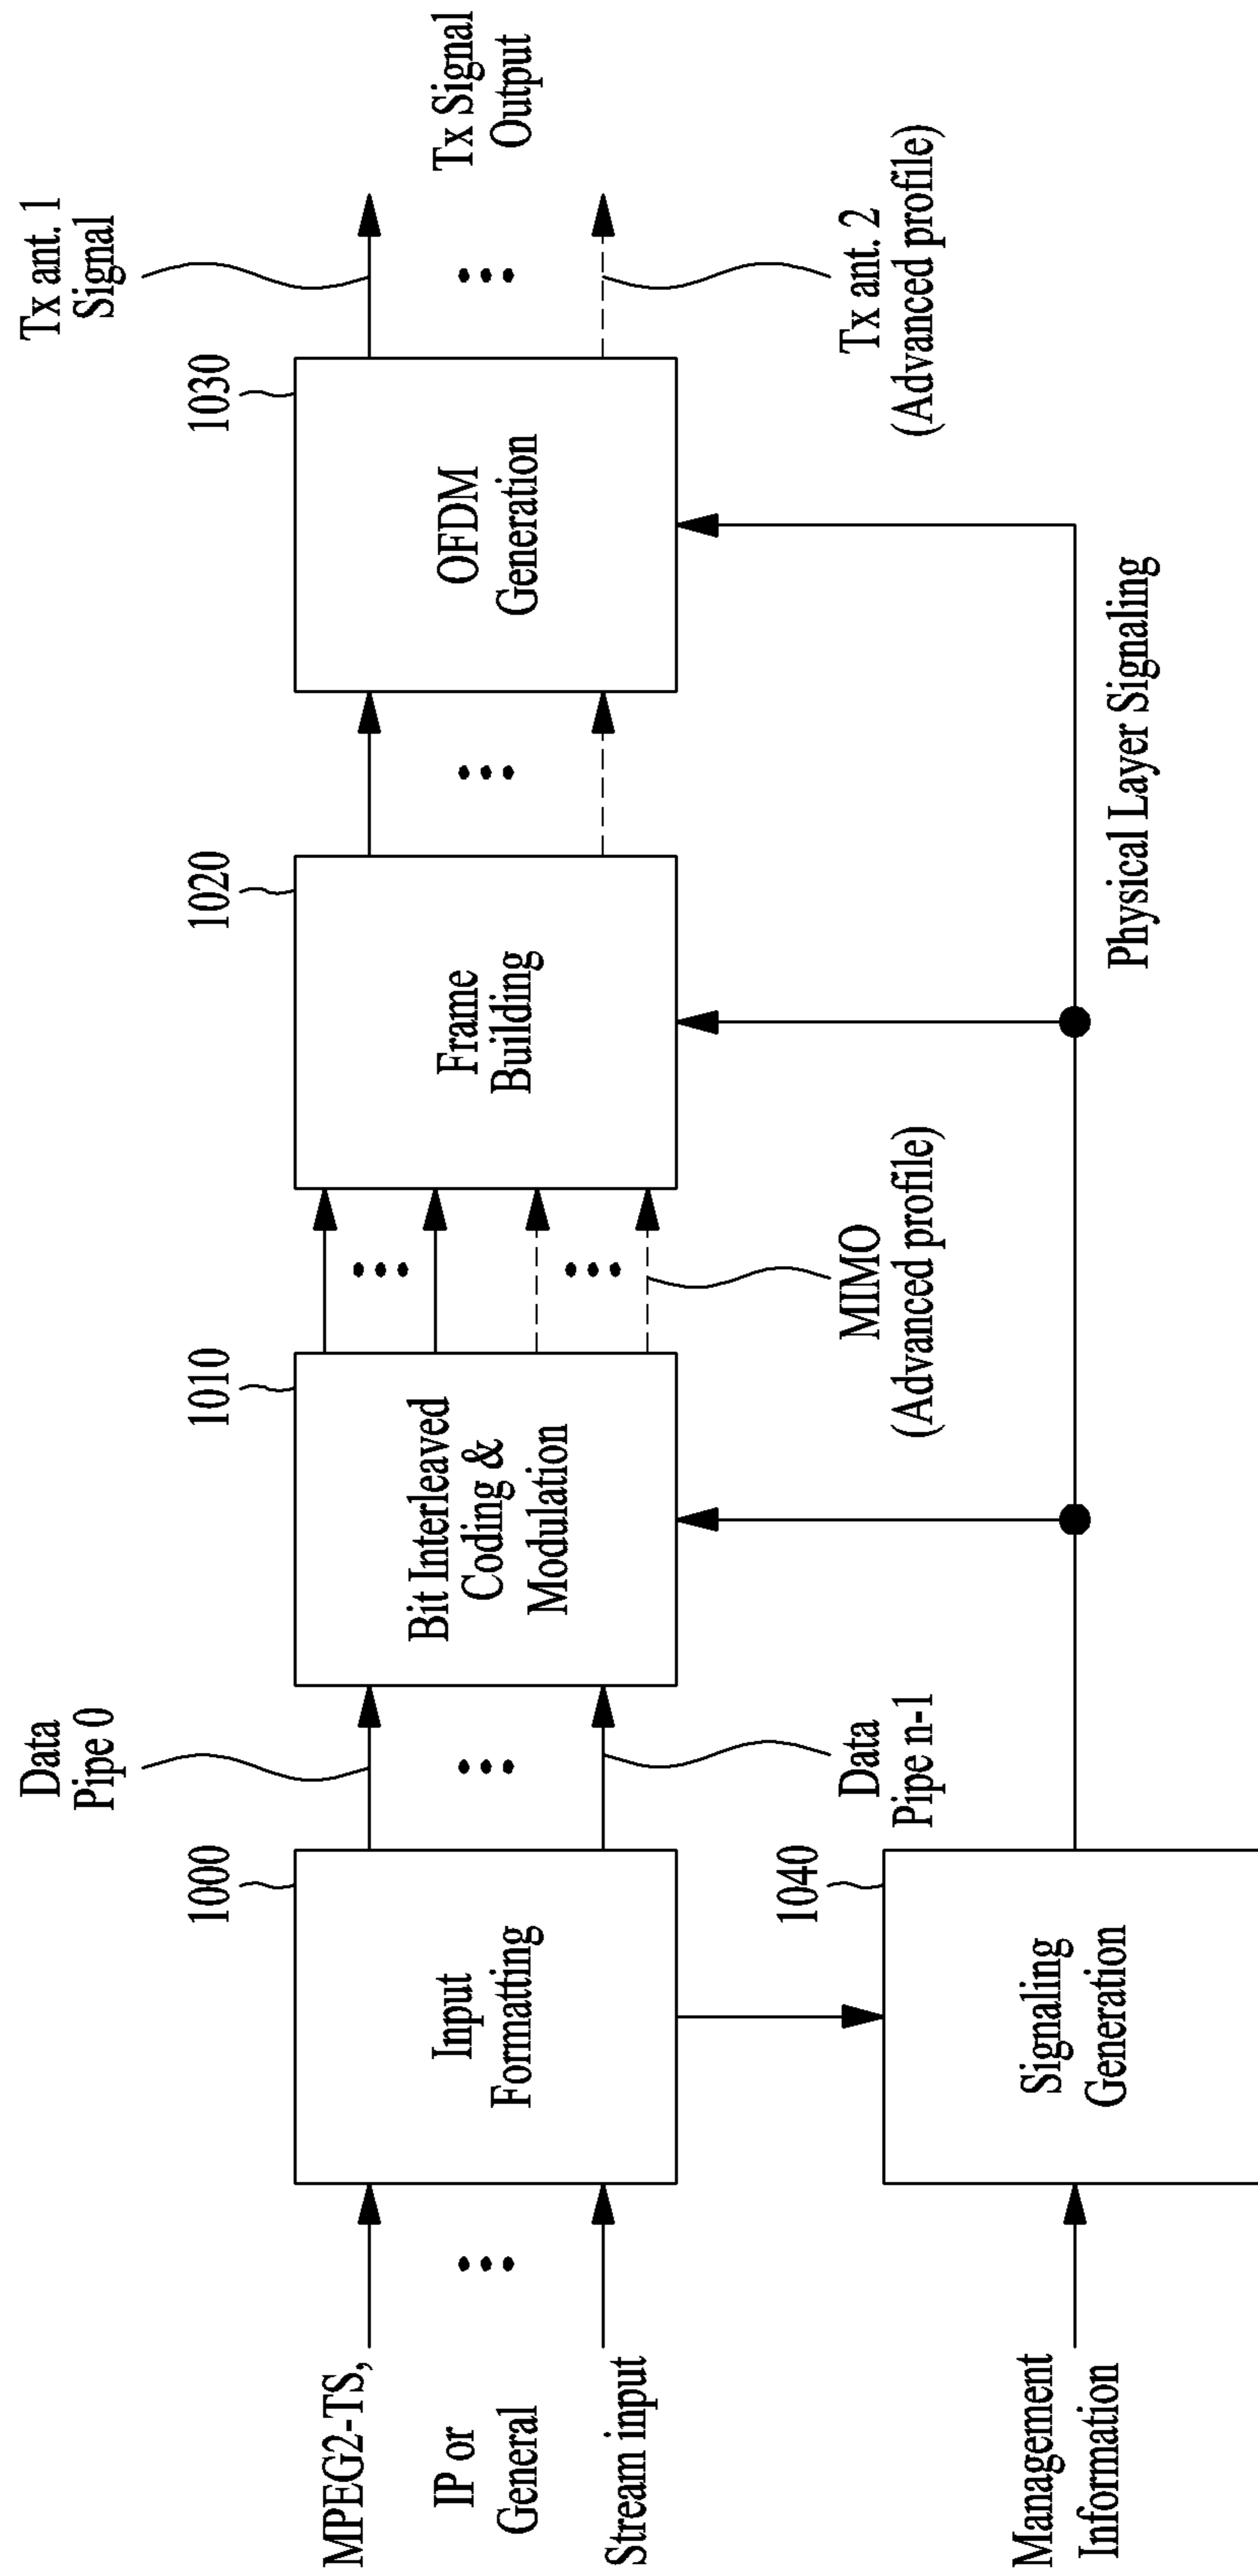 Tx ant. 1
Signal
Data
Pipe 0
1000
1010
1020
1030
MPEG2-TS,
IP or
General
Stream input
Input
Formatting
Bit Interleaved
Coding &
Modulation
Frame
Building
OFDM
Generation
Tx Signal
Output
Data
Pipe n-1
MIMO
(Advanced profile)
Tx ant. 2
(Advanced profile)
1040
Management
Information
Signaling
Generation
Physical Layer Signaling